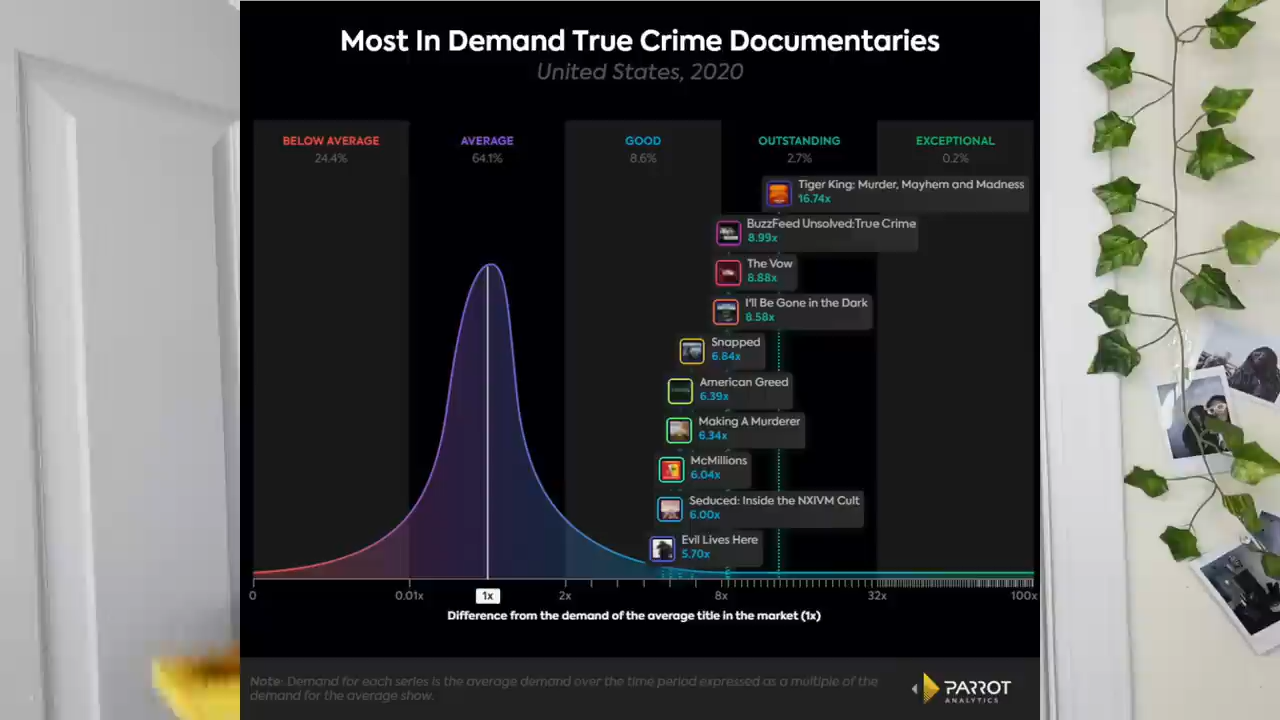 Most In Demand True Crime Documentaries
United States, 2020
BELOW AVERAGE
24.4%
AVERAGE
64.1%
GOOD
8.6%
OUTSTANDING
2.7%
EXCEPTIONAL
0.2%
Tiger King: Murder, Mayhem and Madness
16.74x
BuzzFeed Unsolved:True Crime
8.99x
The Vow
8.88x
I'll Be Gone in the Dark
8.58x
Snapped
6.84x
American Greed
6.39x
Making A Murderer
6.34x
McMillions
6.04x
Seduced: Inside the NXIVM Cult
6.00x
Evil Lives Here
5.70x
0
0.01x
1x
2x
8x
32x
100x
Difference from the demand of the average title in the market (1x)
Note: Demand for each series is the average demand over the time period expressed as a multiple of the
demand for the average show.
PARROT
ANALYTICS